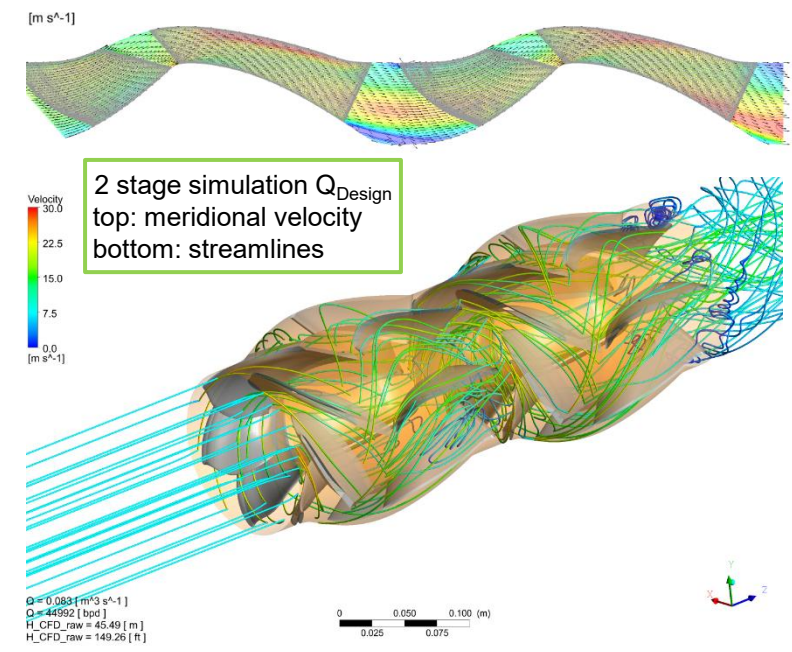 [m s^-1]
2 stage simulation QDesign
top: meridional velocity
bottom: streamlines
Velocity
30.0
22.5
15.0
7.5
0.0
[m s^-1]
Q = 0.083 [ m^3 s^-1 ]
Q = 44992 [ bpd ]
H_CFD_raw = 45.49 [ m ]
H_CFD_raw = 149.26 [ ft ]
0 0.050 0.100 (m)
0.025 0.075
Y
X Z